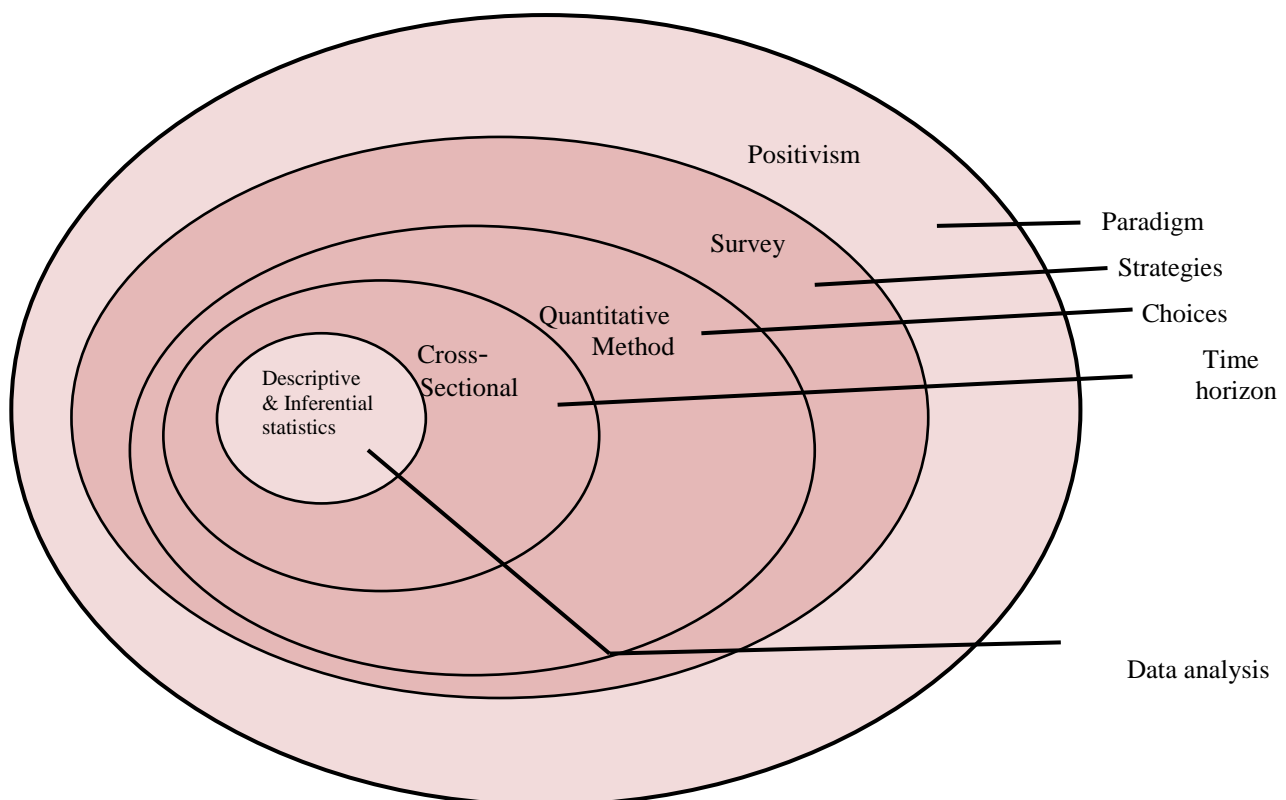 Positivism
Paradigm
Survey
Strategies
Quantitative
Method
Choices
Cross-
Sectional
Time
horizon
Descriptive
& Inferential
statistics
Data analysis